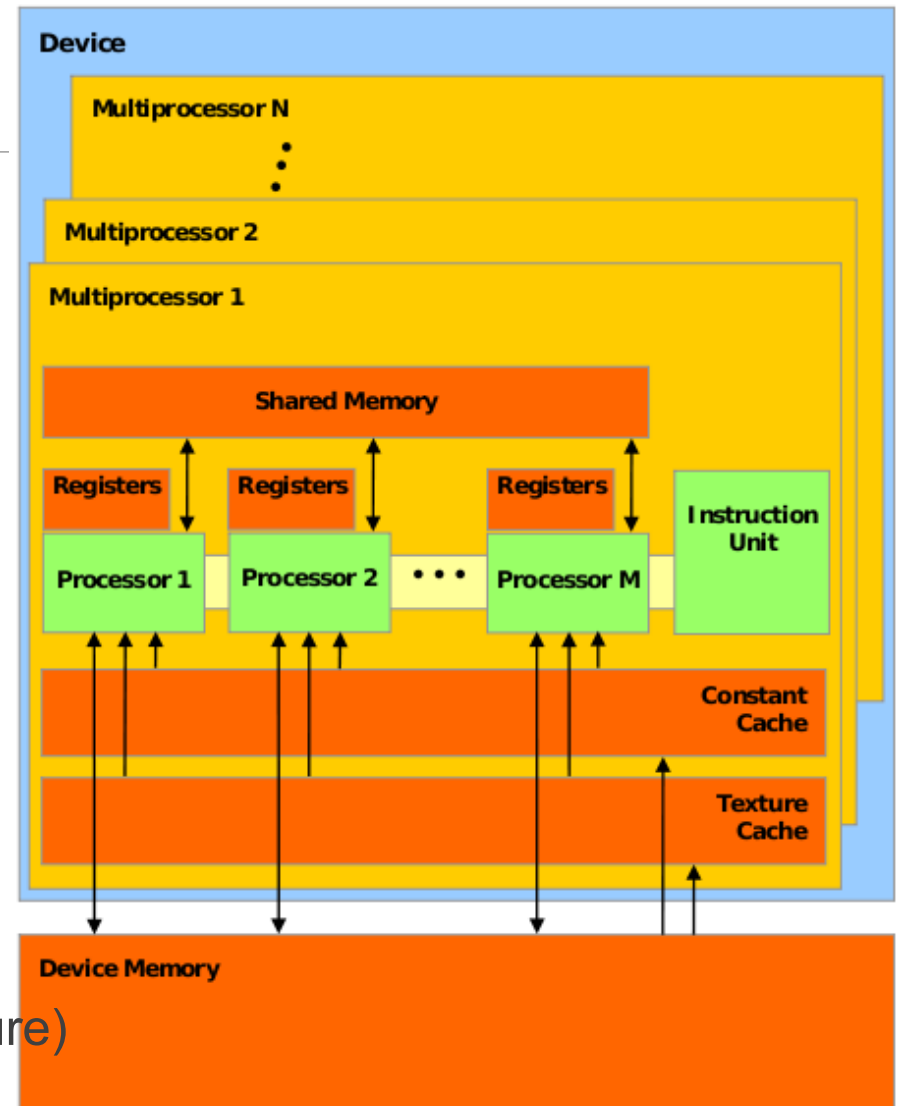 Device
Multiprocessor N
Multiprocessor 2
Multiprocessor 1
Shared Memory
Registers Registers Registers
Instruction
Unit
Processor 1 Processor 2 Processor M
Constant
Cache
Texture
Cache
Device Memory
ure)